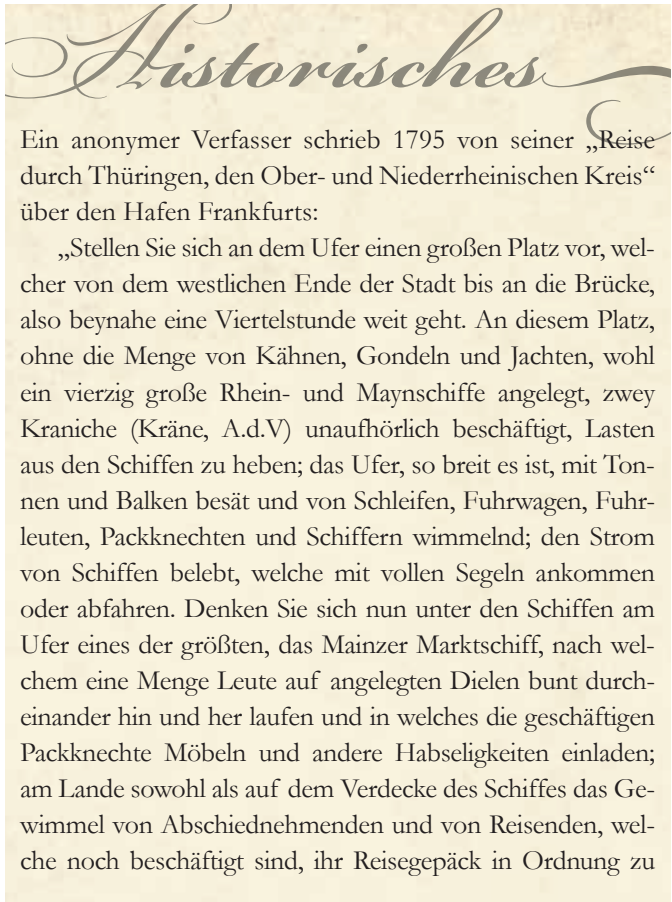 Historisches
Ein anonymer Verfasser schrieb 1795 von seiner „Reise
durch Thüringen, den Ober- und Niederrheinischen Kreis“
über den Hafen Frankfurts:
„Stellen Sie sich an dem Ufer einen großen Platz vor, wel-
cher von dem westlichen Ende der Stadt bis an die Brücke,
also beynahe eine Viertelstunde weit geht. An diesem Platz,
ohne die Menge von Kähnen, Gondeln und Jachten, wohl
ein vierzig große Rhein- und Maynschiffe angelegt, zwey
Kraniche (Kräne, A.d.V) unaufhörlich beschäftigt, Lasten
aus den Schiffen zu heben; das Ufer, so breit es ist, mit Ton-
nen und Balken besät und von Schleifen, Fuhrwagen, Fuhr-
leuten, Packknechten und Schiffern wimmelnd; den Strom
von Schiffen belebt, welche mit vollen Segeln ankommen
oder abfahren. Denken Sie sich nun unter den Schiffen am
Ufer eines der größten, das Mainzer Marktschiff, nach wel-
chem eine Menge Leute auf angelegten Dielen bunt durch-
einander hin und her laufen und in welches die geschäftigen
Packknechte Möbeln und andere Habseligkeiten einladen;
am Lande sowohl als auf dem Verdecke des Schiffes das Ge-
wimmel von Abschiednehmenden und von Reisenden, wel-
che noch beschäftigt sind, ihr Reisegepäck in Ordnung zu